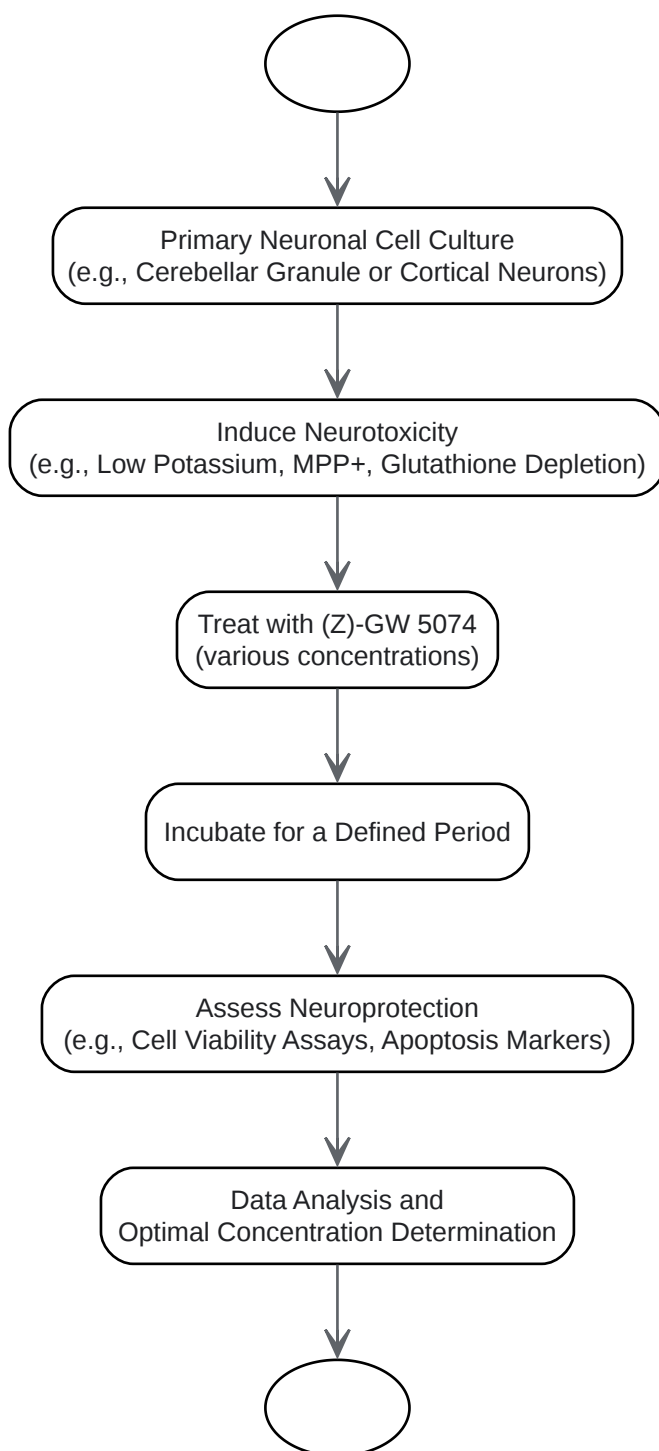 Primary Neuronal Cell Culture
(e.g., Cerebellar Granule or Cortical Neurons)
Induce Neurotoxicity
(e.g., Low Potassium, MPP+, Glutathione Depletion)
Treat with (Z)-GW 5074
(various concentrations)
Incubate for a Defined Period
Assess Neuroprotection
(e.g., Cell Viability Assays, Apoptosis Markers)
Data Analysis and
Optimal Concentration Determination